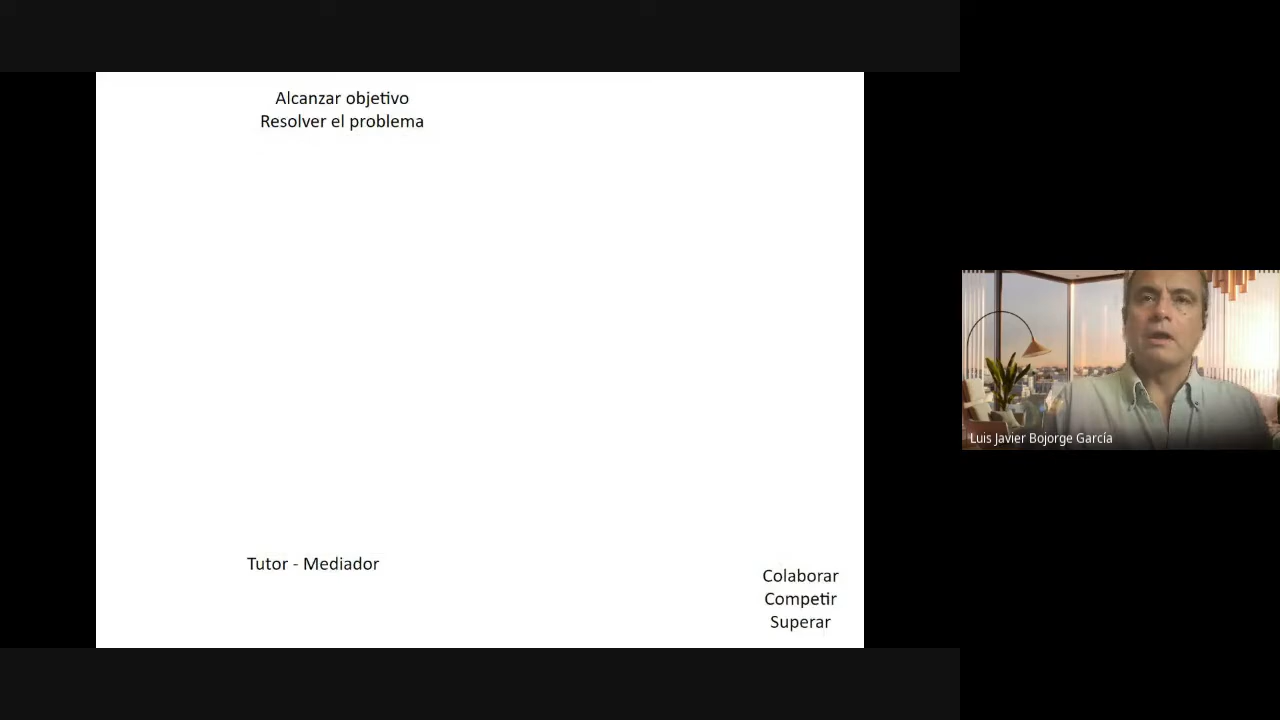 Alcanzar objetivo
Resolver el problema
Tutor - Mediador
Colaborar
Competir
Superar
Luis Javier Bojorge García